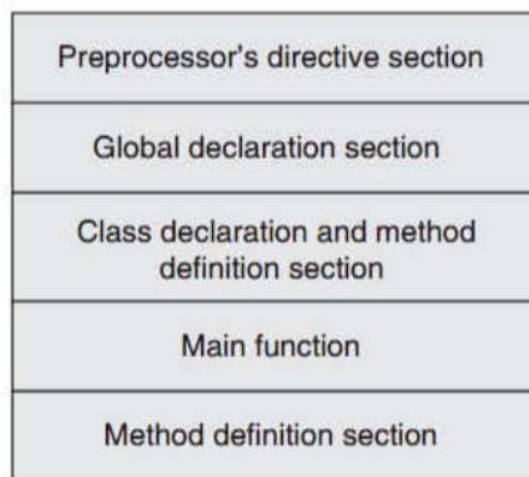 Preprocessor's directive section
Global declaration section
Class declaration and method
definition section
Main function
Method definition section